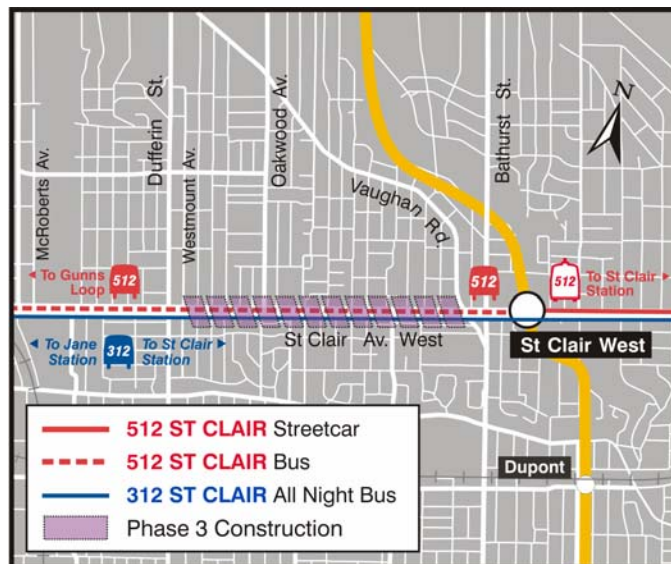 McRoberts Av.
Dufferin St.
Westmount Av.
Oakwood Av.
Vaughan Rd.
Bathurst St.
N
◄ To Gunns
Loop
512
512
512
To St Clair ►
Station
◄ To Jane
Station
312
To St Clair ►
Station
St Clair Av. West
St Clair West
Dupont
512 ST CLAIR Streetcar
512 ST CLAIR Bus
312 ST CLAIR All Night Bus
Phase 3 Construction